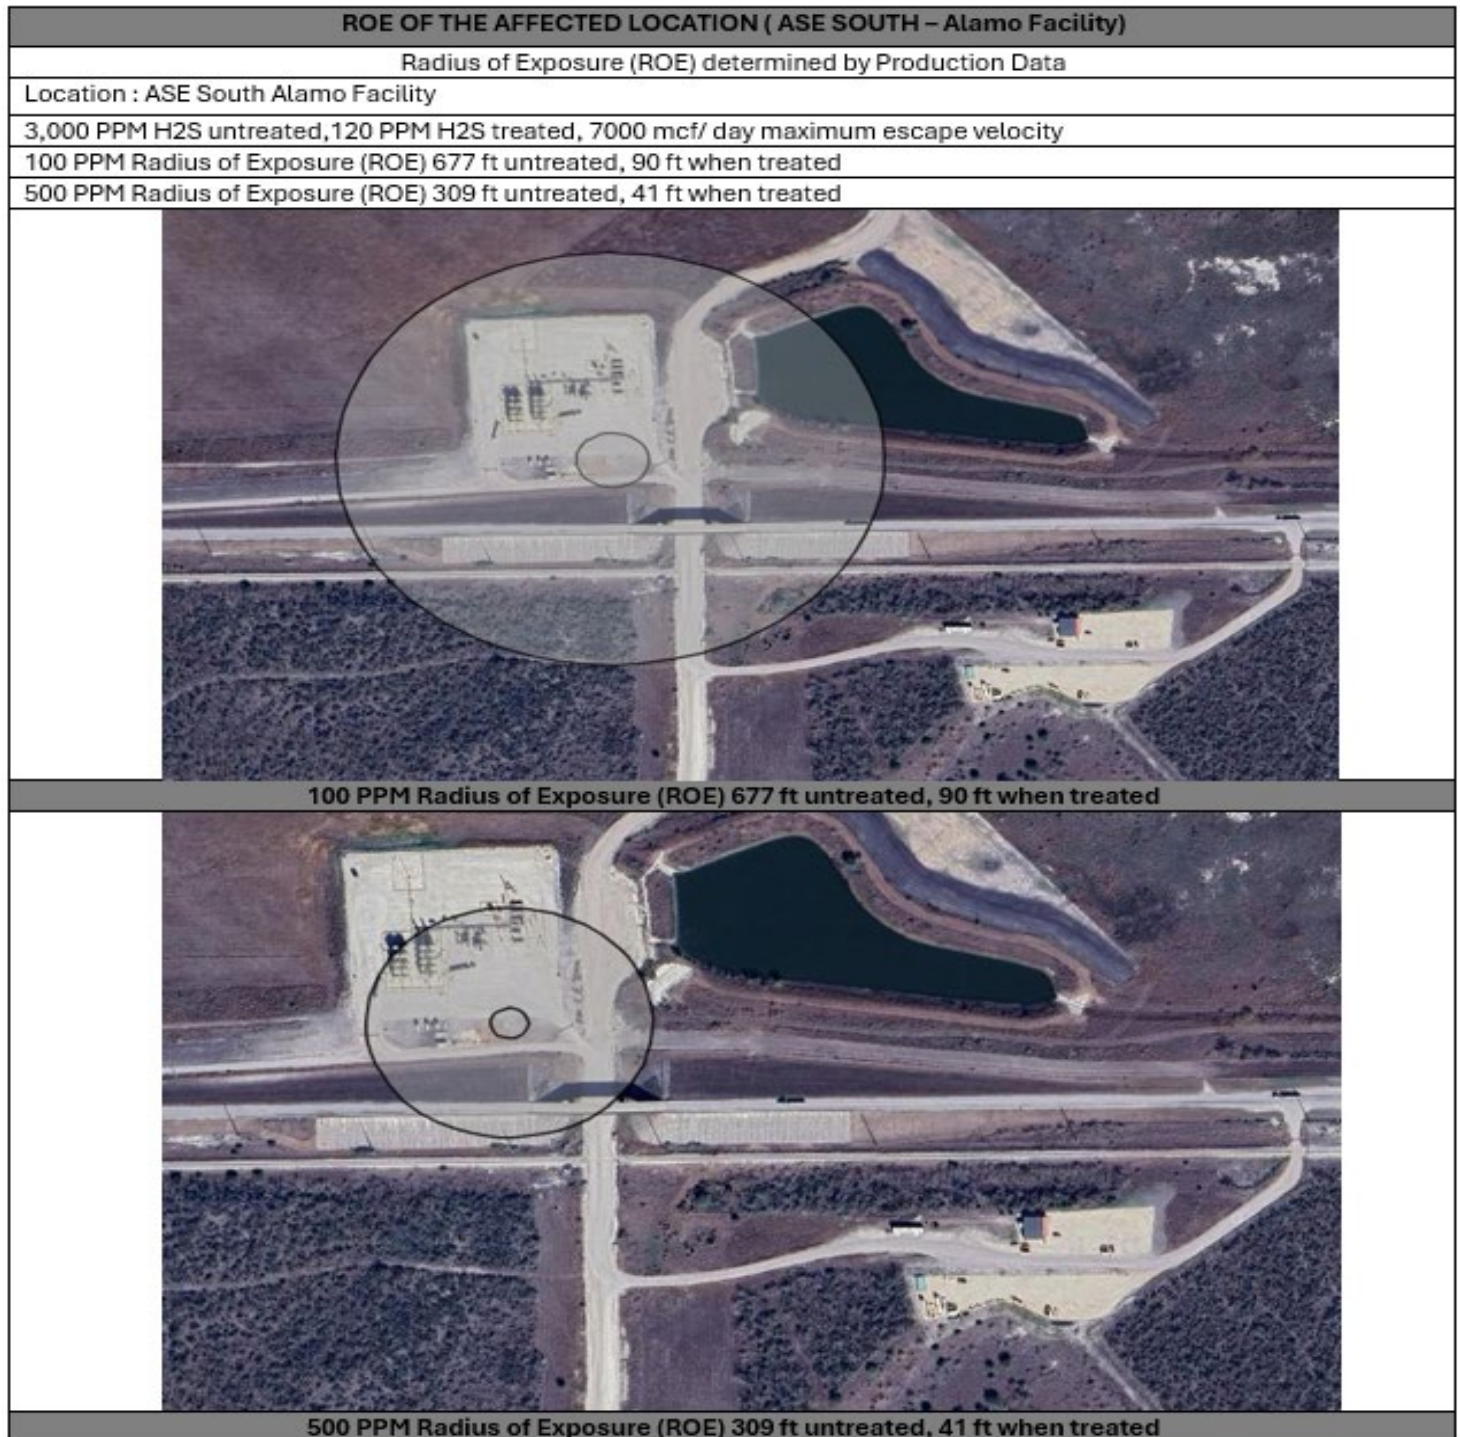 ROE OF THE AFFECTED LOCATION ( ASE SOUTH – Alamo Facility)
Radius of Exposure (ROE) determined by Production Data
Location : ASE South Alamo Facility
3,000 PPM H2S untreated,120 PPM H2S treated, 7000 mcf/ day maximum escape velocity
100 PPM Radius of Exposure (ROE) 677 ft untreated, 90 ft when treated
500 PPM Radius of Exposure (ROE) 309 ft untreated, 41 ft when treated
100 PPM Radius of Exposure (ROE) 677 ft untreated, 90 ft when treated
500 PPM Radius of Exposure (ROE) 309 ft untreated, 41 ft when treated